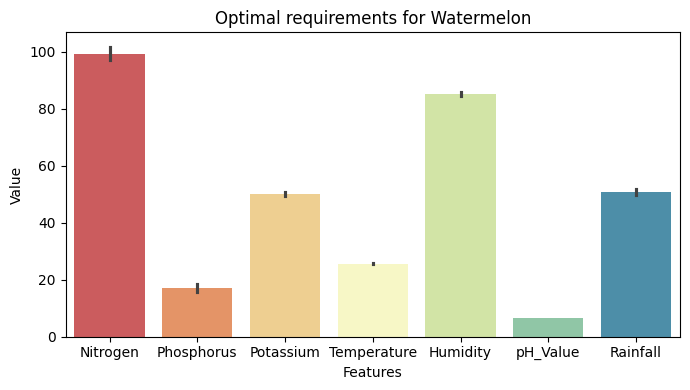 Optimal requirements for Watermelon
Value
100
80
60
40
20
0
Nitrogen Phosphorus Potassium Temperature Humidity pH_Value Rainfall
Features